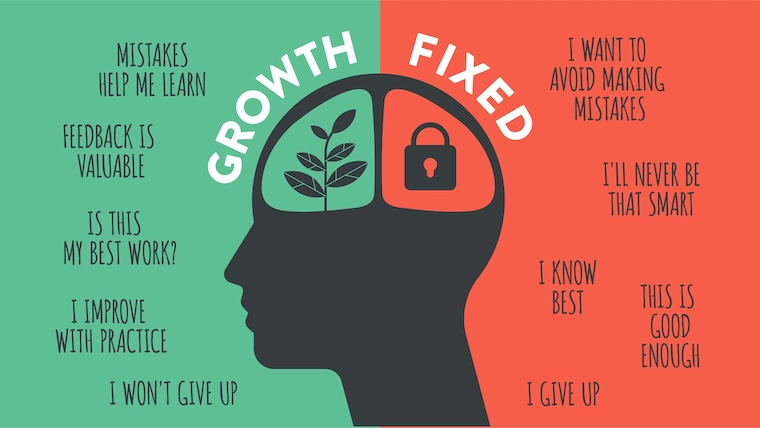 GROWTH
MISTAKES
HELP ME LEARN
FEEDBACK IS
VALUABLE
IS THIS
MY BEST WORK?
I IMPROVE
WITH PRACTICE
I WON'T GIVE UP
FIXED
I WANT TO
AVOID MAKING
MISTAKES
I'LL NEVER BE
THAT SMART
I KNOW
BEST
THIS IS
GOOD
ENOUGH
I GIVE UP